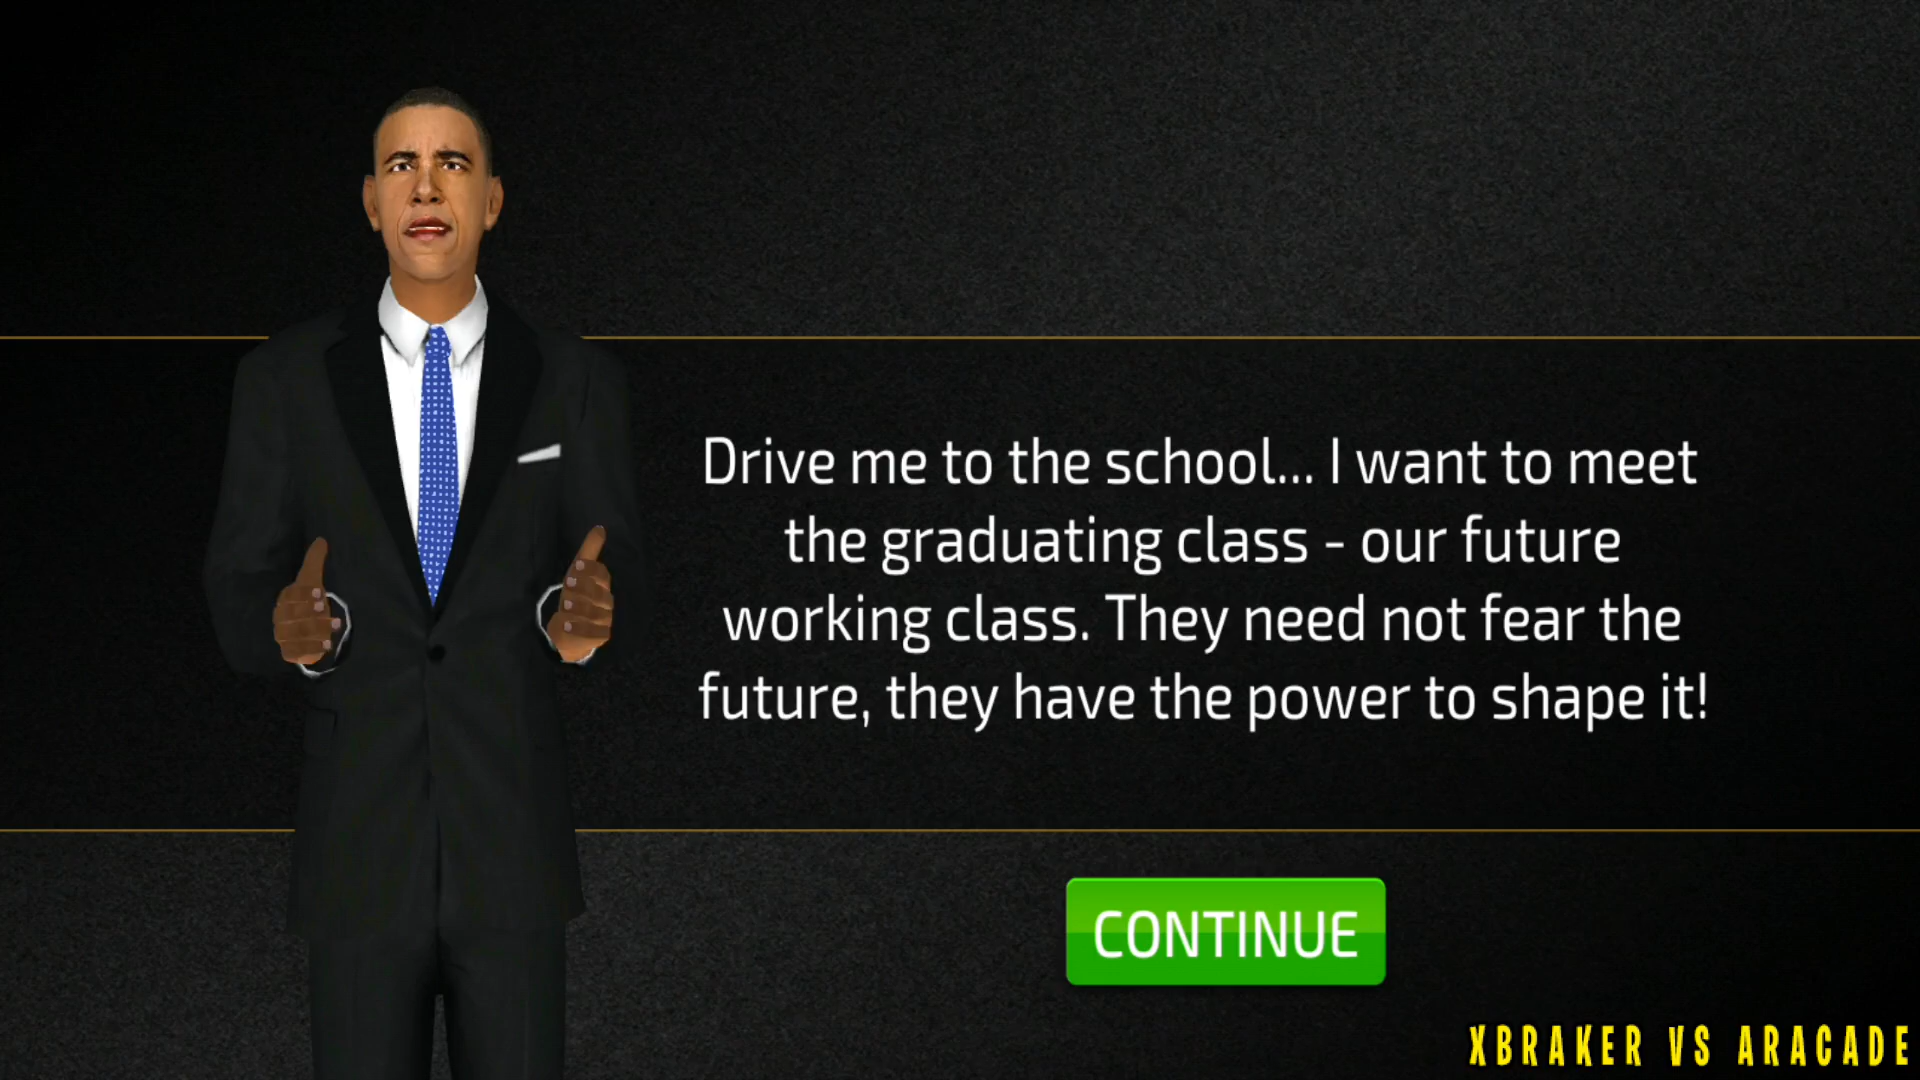 Drive me to the school... I want to meet
the graduating class - our future
working class. They need not fear the
future, they have the power to shape it!
CONTINUE
XBRAKER VS ARACADE